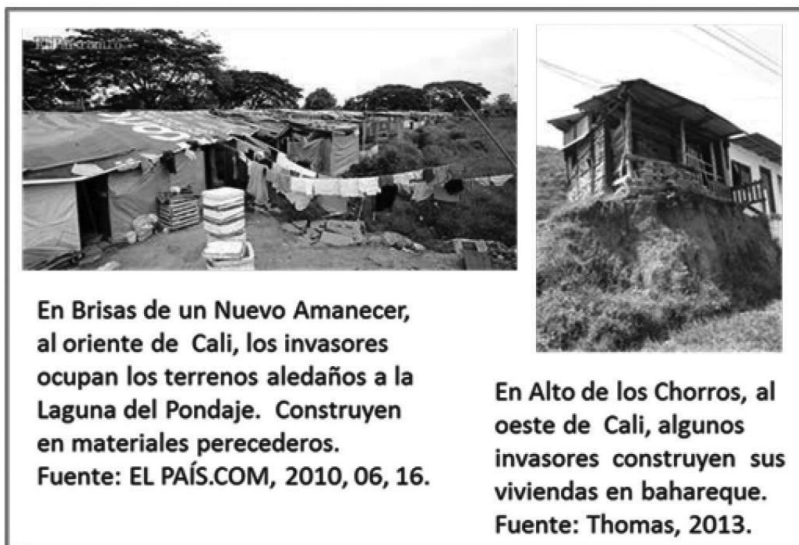 En Brisas de un Nuevo Amanecer,
al oriente de Cali, los invasores
ocupan los terrenos aledaños a la
Laguna del Pondaje. Construyen
en materiales perecederos.
Fuente: EL PAÍS.COM, 2010, 06, 16.
En Alto de los Chorros, al
oeste de Cali, algunos
invasores construyen sus
viviendas en bahareque.
Fuente: Thomas, 2013.